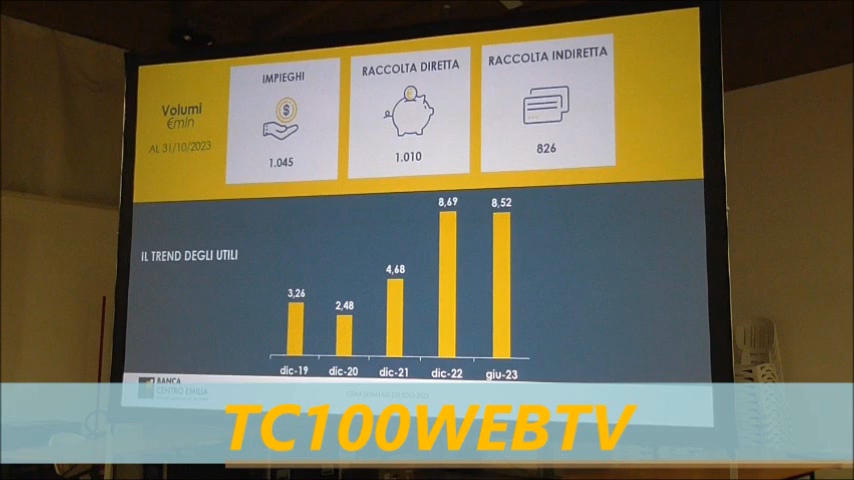 Volumi
€mln
AL 31/10/2023
IMPIEGHI
$
1.045
RACCOLTA DIRETTA
€
1.010
RACCOLTA INDIRETTA
826
IL TREND DEGLI UTILI
3,26
2,48
4,68
8,69
8,52
dic-19
dic-20
dic-21
dic-22
giu-23
BANCA
CENTRO EMILIA
TC100WEBTV